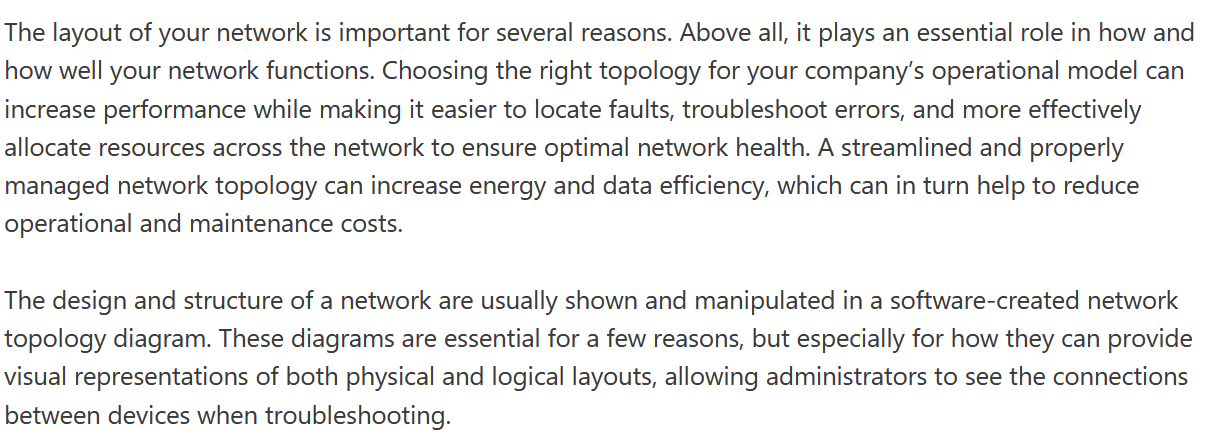 The layout of your network is important for several reasons. Above all, it plays an essential role in how and
how well your network functions. Choosing the right topology for your company’s operational model can
increase performance while making it easier to locate faults, troubleshoot errors, and more effectively
allocate resources across the network to ensure optimal network health. A streamlined and properly
managed network topology can increase energy and data efficiency, which can in turn help to reduce
operational and maintenance costs.
The design and structure of a network are usually shown and manipulated in a software-created network
topology diagram. These diagrams are essential for a few reasons, but especially for how they can provide
visual representations of both physical and logical layouts, allowing administrators to see the connections
between devices when troubleshooting.